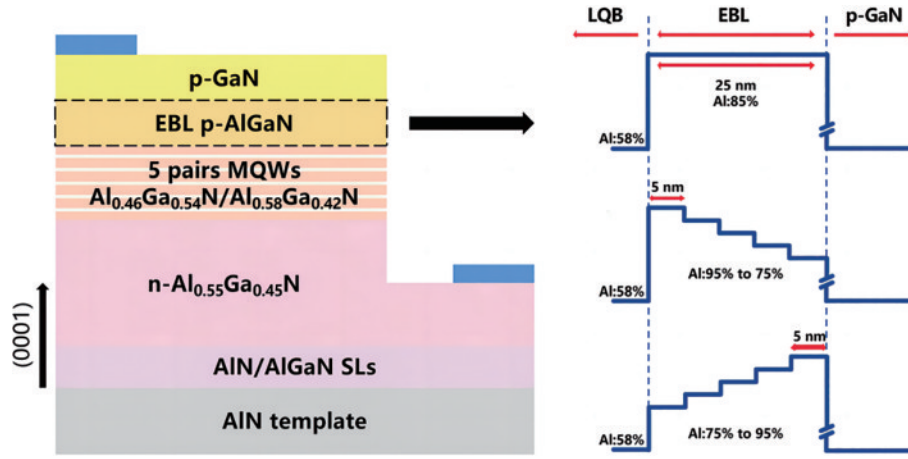 p-GaN
EBL p-AlGaN
5 pairs MQWs
Al0.46Ga0.54N/Al0.58Ga0.42N
n-Al0.55Ga0.45N
AlN/AlGaN SLs
AlN template
(0001)
LQB EBL p-GaN
25 nm
Al:85%
Al:58%
5 nm
Al:95% to 75%
Al:58%
5 nm
Al:75% to 95%
Al:58%